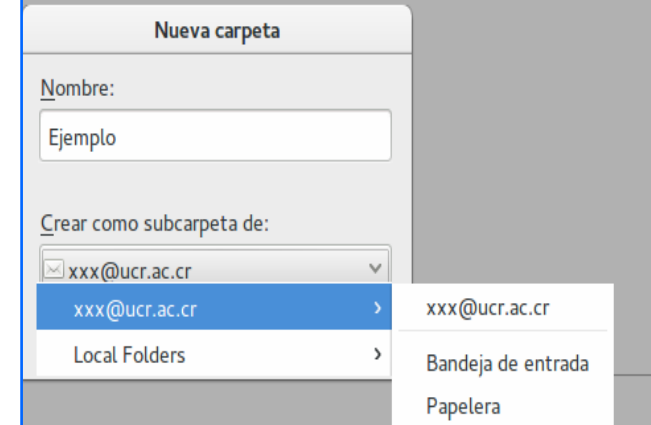 Nueva carpeta
Nombre:
Ejemplo
Crear como subcarpeta de:
xxx@ucr.ac.cr
xxx@ucr.ac.cr
xxx@ucr.ac.cr
Local Folders
Bandeja de entrada
Papelera